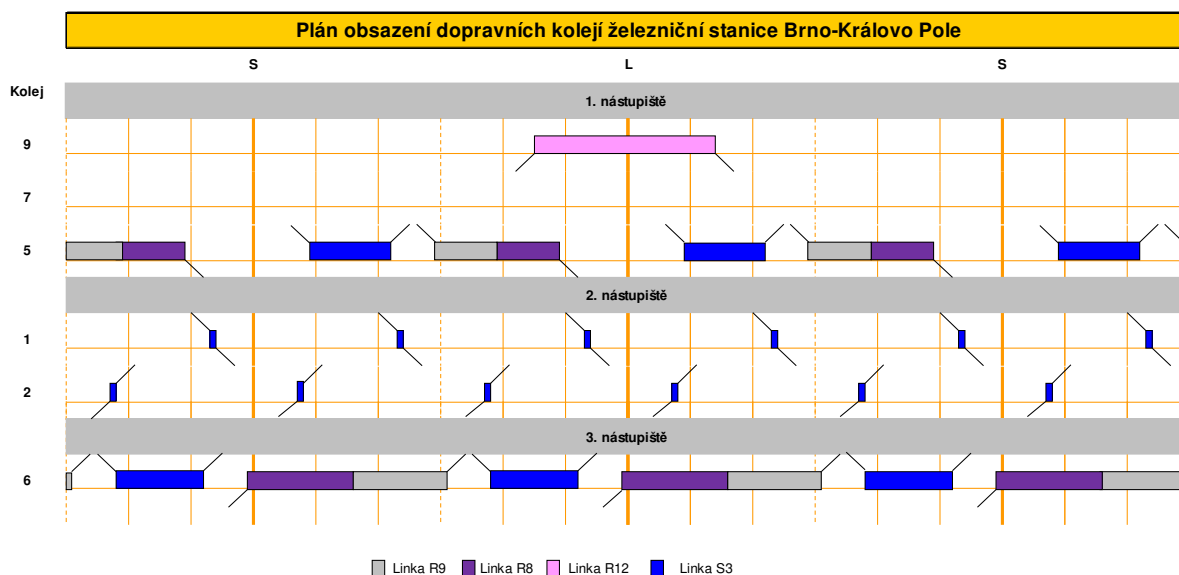 Plán obsazení dopravních kolejí železniční stanice Brno-Královo Pole
S L S
Kolej
1. nástupiště
9
7
5
2. nástupiště
1
2
3. nástupiště
6
Linka R9 Linka R8 Linka R12 Linka S3